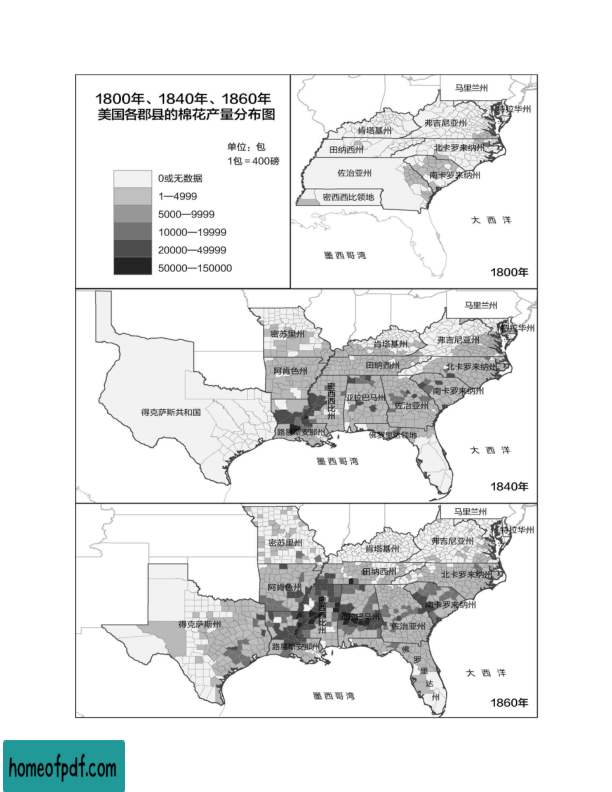 1800年、1840年、1860年
美国各郡县的棉花产量分布图
单位：包
1包=400磅
0或无数据
1—4999
5000—9999
10000—19999
20000—49999
50000—150000
马里兰州
特拉华州
弗吉尼亚州
肯塔基州
田纳西州
北卡罗来纳州
佐治亚州
南卡罗来纳州
密西西比领地
大西洋
墨西哥湾
1800年
马里兰州
特拉华州
密苏里州
肯塔基州
弗吉尼亚州
阿肯色州
田纳西州
北卡罗来纳州
密西西比州
亚拉巴马州
南卡罗来纳州
得克萨斯共和国
佐治亚州
路易斯安那州
佛罗里达领地
大西洋
墨西哥湾
1840年
马里兰州
特拉华州
密苏里州
肯塔基州
弗吉尼亚州
阿肯色州
田纳西州
北卡罗来纳州
密西西比州
亚拉巴马州
南卡罗来纳州
得克萨斯州
佐治亚州
路易斯安那州
佛罗里达州
大西洋
墨西哥湾
1860年
homeofpdf.com